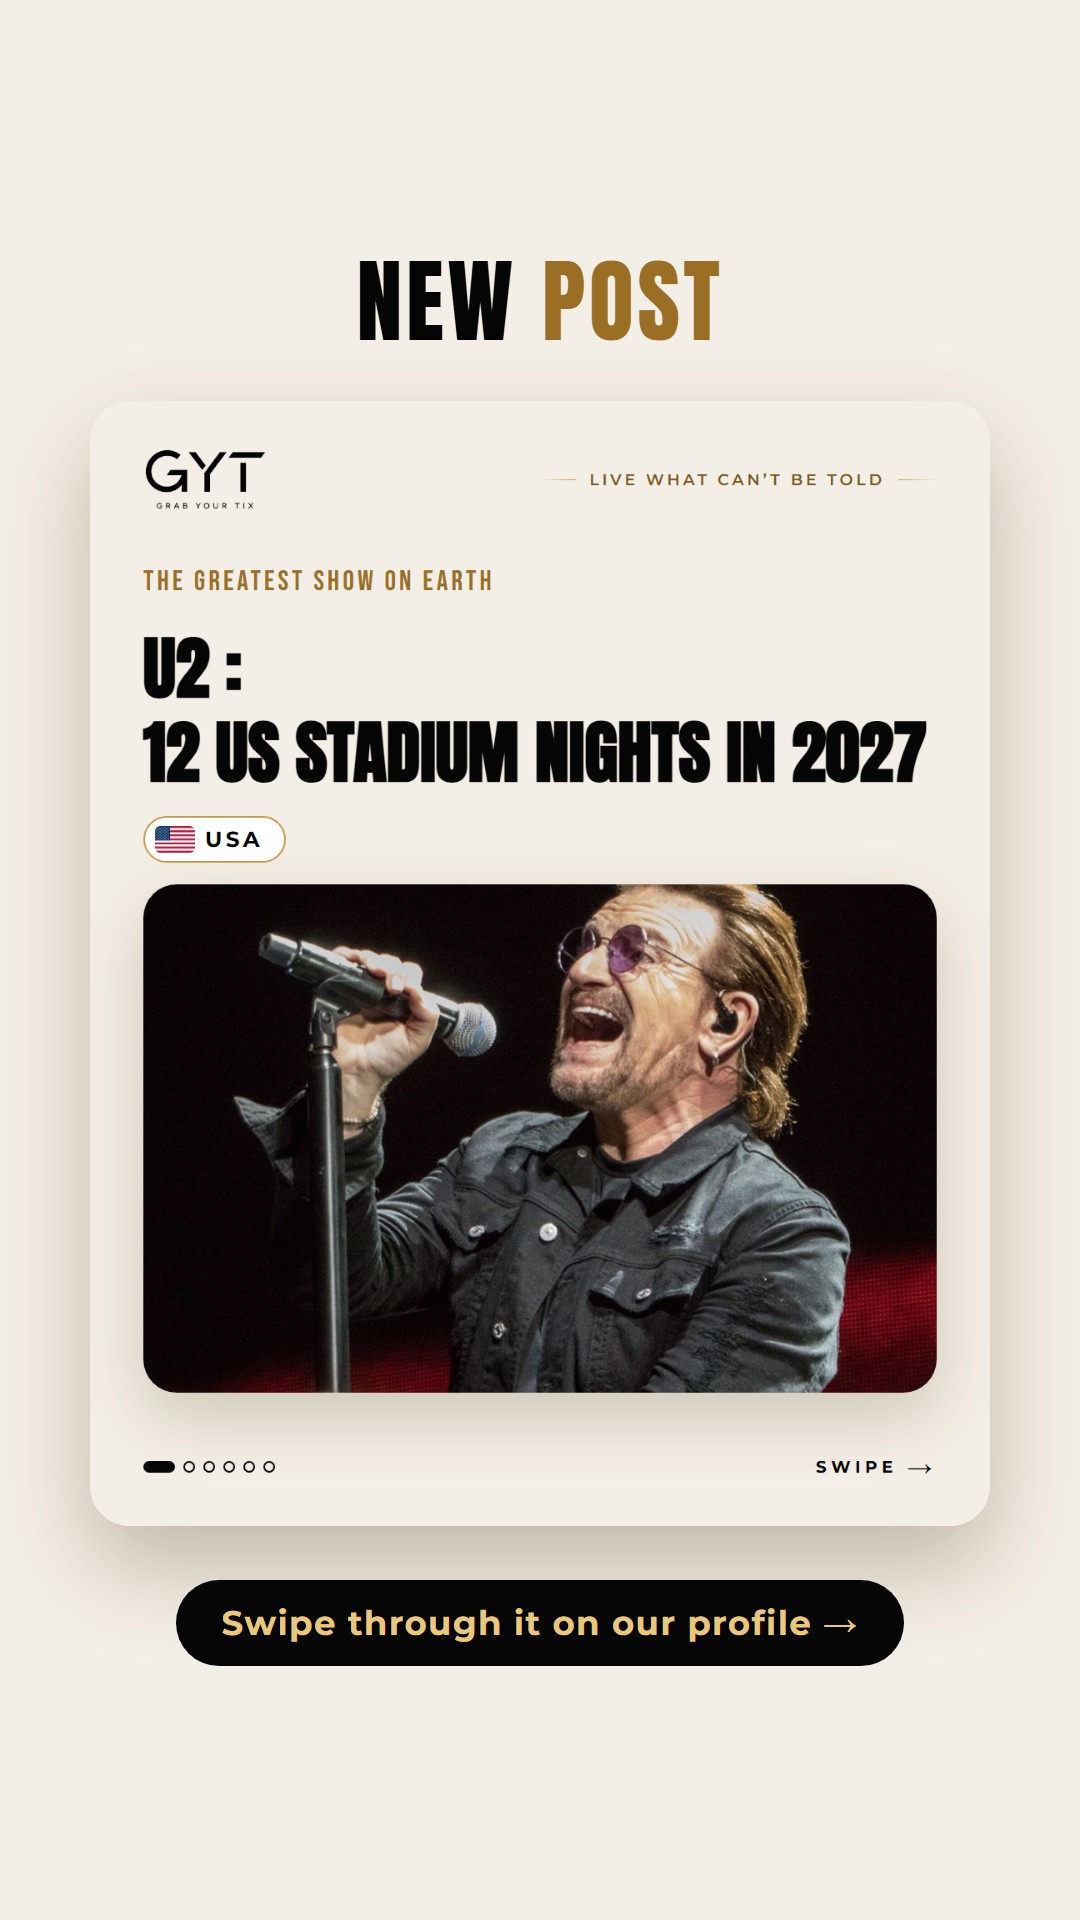 NEW POST
GYT
GRAB YOUR TIX
LIVE WHAT CAN'T BE TOLD
THE GREATEST SHOW ON EARTH
U2 :
12 US STADIUM NIGHTS IN 2027
USA
SWIPE →
Swipe through it on our profile →